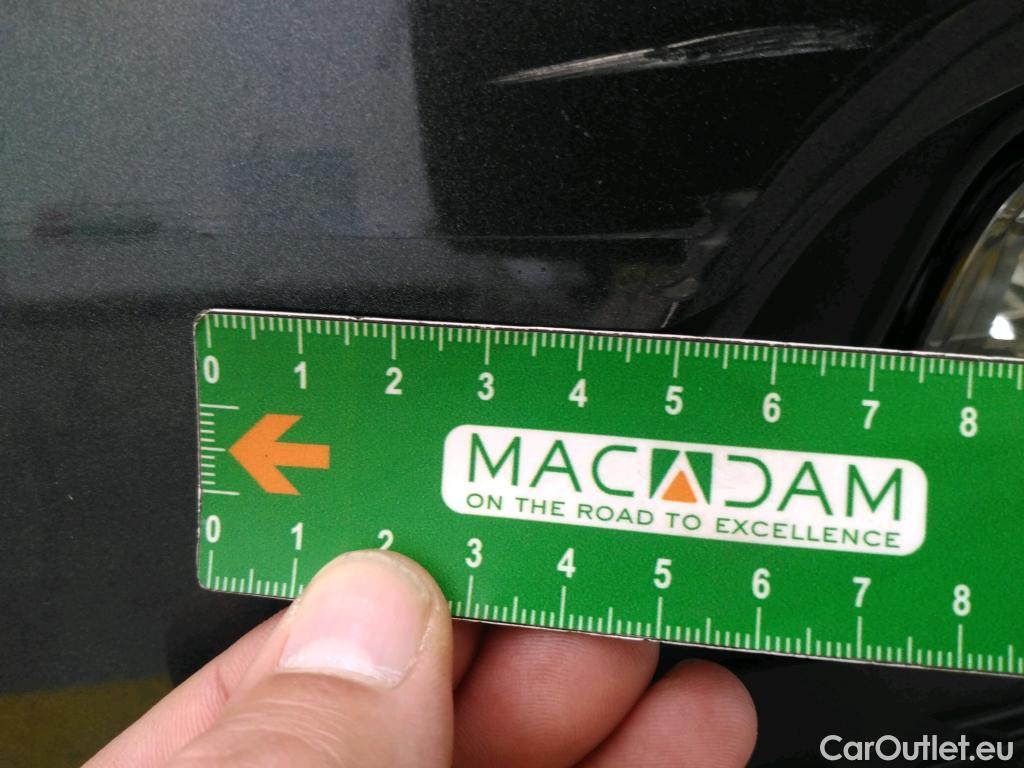 0 1 2 3 4 5 6 7 8
MACADAM
ON THE ROAD TO EXCELLENCE
0 1 2 3 4 5 6 7 8
CarOutlet.eu